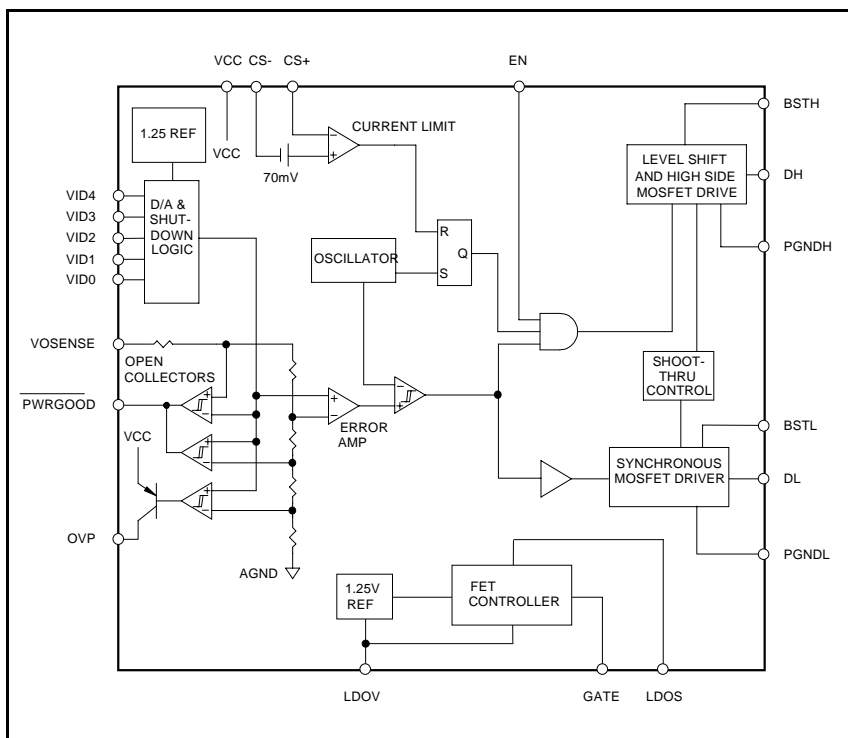 VCC CS- CS+ EN
BSTH
1.25 REF
CURRENT LIMIT
VCC
70mV
LEVEL SHIFT
AND HIGH SIDE
MOSFET DRIVE
DH
VID4
VID3
VID2
VID1
VID0
D/A &
SHUT-
DOWN
LOGIC
R
Q
S
OSCILLATOR
PGNDH
VOSENSE
OPEN
COLLECTORS
+
-
+
-
-
+
-
+
SHOOT-
THRU
CONTROL
PWRGOOD
ERROR
AMP
BSTL
VCC
+
-
SYNCHRONOUS
MOSFET DRIVER
DL
+
-
OVP
PGNDL
AGND
1.25V
REF
FET
CONTROLLER
LDOV GATE LDOS